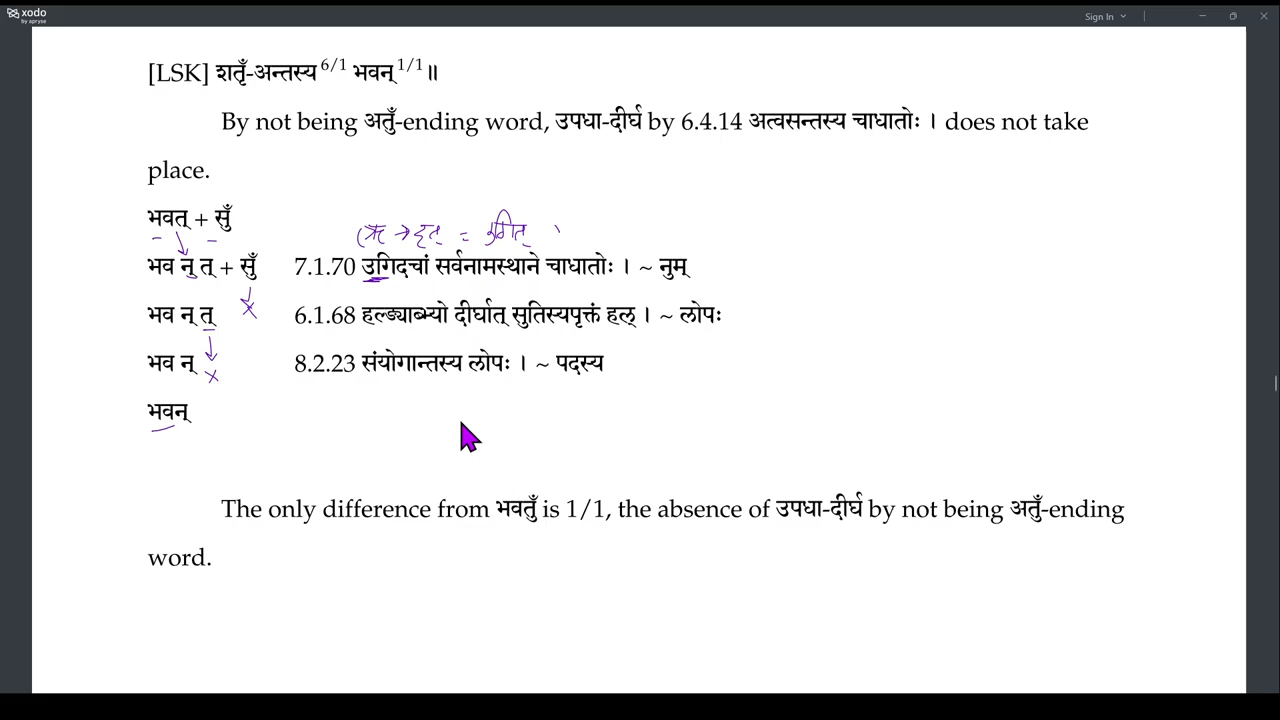 xodo
by apryse
Sign In
[LSK] शतृँ-अन्तस्य 6/1 भवन् 1/1॥
By not being अतुँ-ending word, उपधा-दीर्घ by 6.4.14 अत्वसन्तस्य चाधातोः । does not take
place.
भवत् + सुँ
भव न् त् + सुँ 7.1.70 उगिदचां सर्वनामस्थाने चाधातोः । ~ नुम्
भव न् त् 6.1.68 हल्ङ्याब्भ्यो दीर्घात् सुतिस्यपृक्तं हल् । ~ लोपः
भव न् 8.2.23 संयोगान्तस्य लोपः । ~ पदस्य
भवन्
The only difference from भवतुँ is 1/1, the absence of उपधा-दीर्घ by not being अतुँ-ending
word.